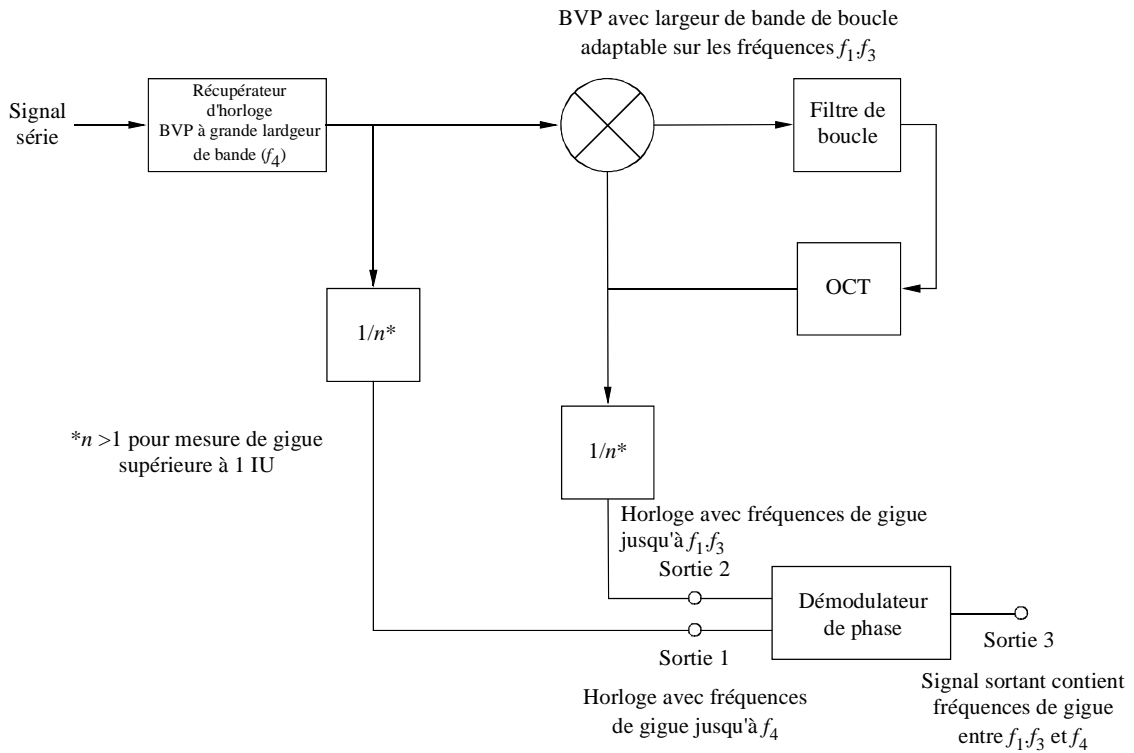 BVP avec largeur de bande de boucle
adaptable sur les fréquences f1.f3
Signal
série
Récupérateur
d'horloge
BVP à grande lardgeur
de bande (f4)
Filtre de
boucle
OCT
1/n*
*n >1 pour mesure de gigue
supérieure à 1 IU
1/n*
Horloge avec fréquences de gigue
jusqu'à f1.f3
Sortie 2
Démodulateur
de phase
Sortie 3
Sortie 1
Horloge avec fréquences
de gigue jusqu'à f4
Signal sortant contient
fréquences de gigue
entre f1.f3 et f4